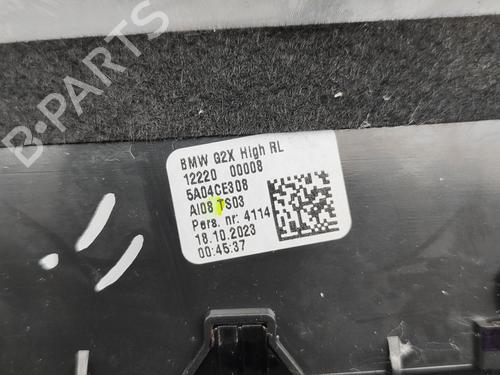 B-PARTS
BMW G2X High RL
12220 00008
5A04CE308
AI08 TS03
Pers. nr: 4114
18.10.2023
00:45:37